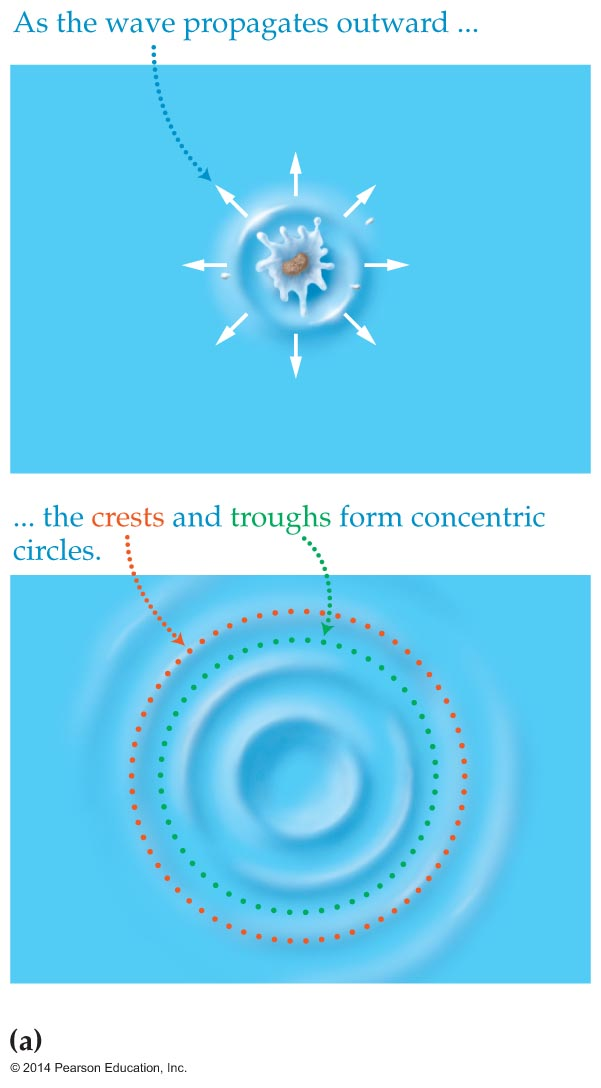 As the wave propagates outward ...
... the crests and troughs form concentric
circles.
(a)
© 2014 Pearson Education, Inc.